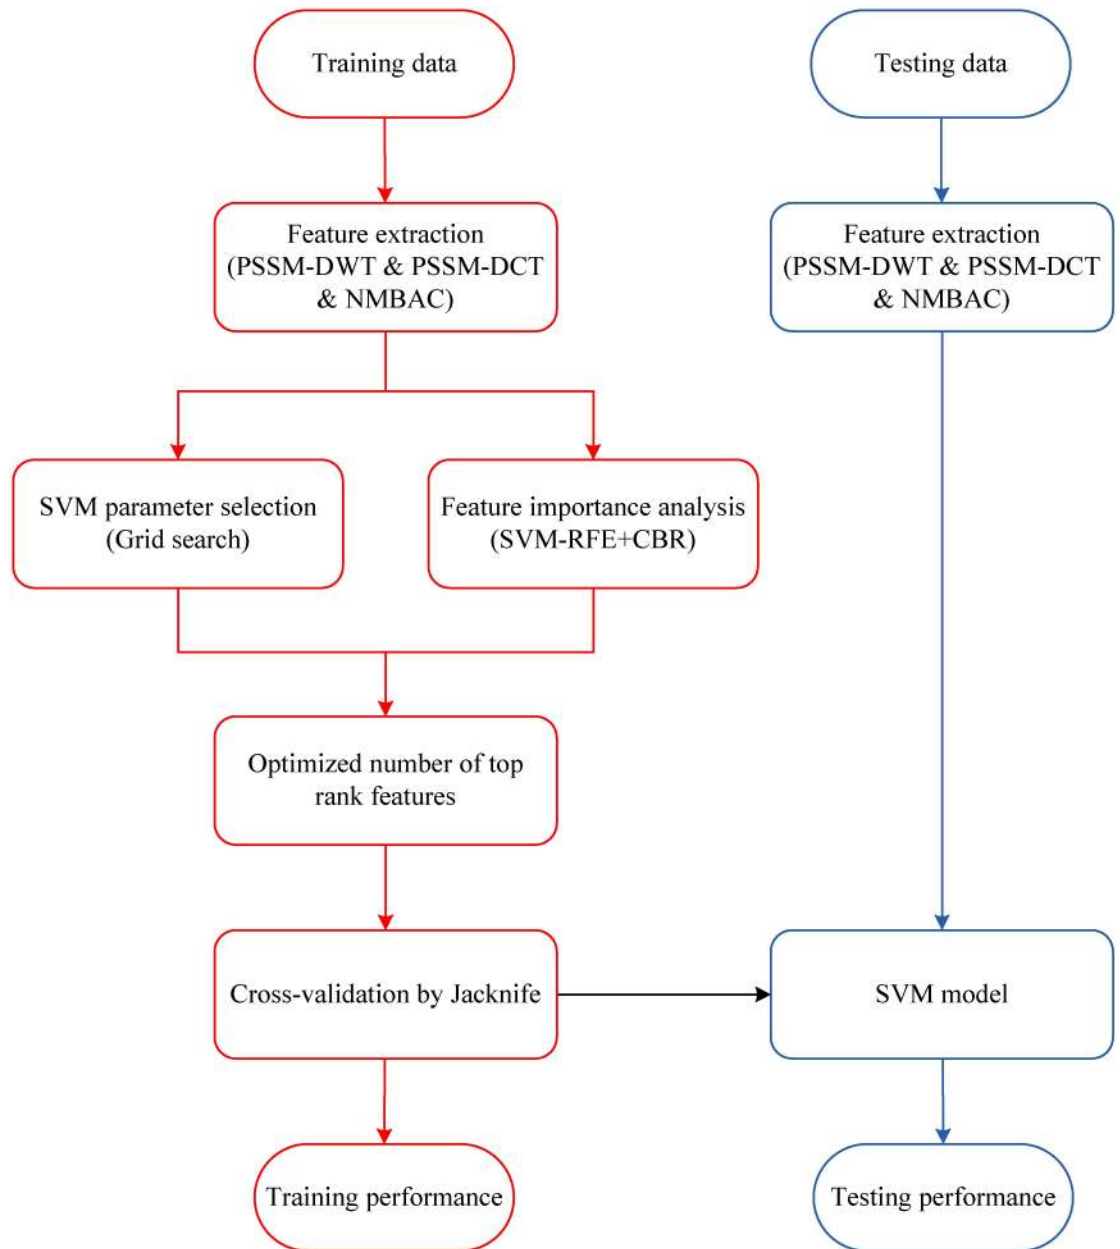 Training data
Testing data
Feature extraction
(PSSM-DWT & PSSM-DCT
& NMBAC)
Feature extraction
(PSSM-DWT & PSSM-DCT
& NMBAC)
SVM parameter selection
(Grid search)
Feature importance analysis
(SVM-RFE+CBR)
Optimized number of top
rank features
Cross-validation by Jacknife
SVM model
Training performance
Testing performance